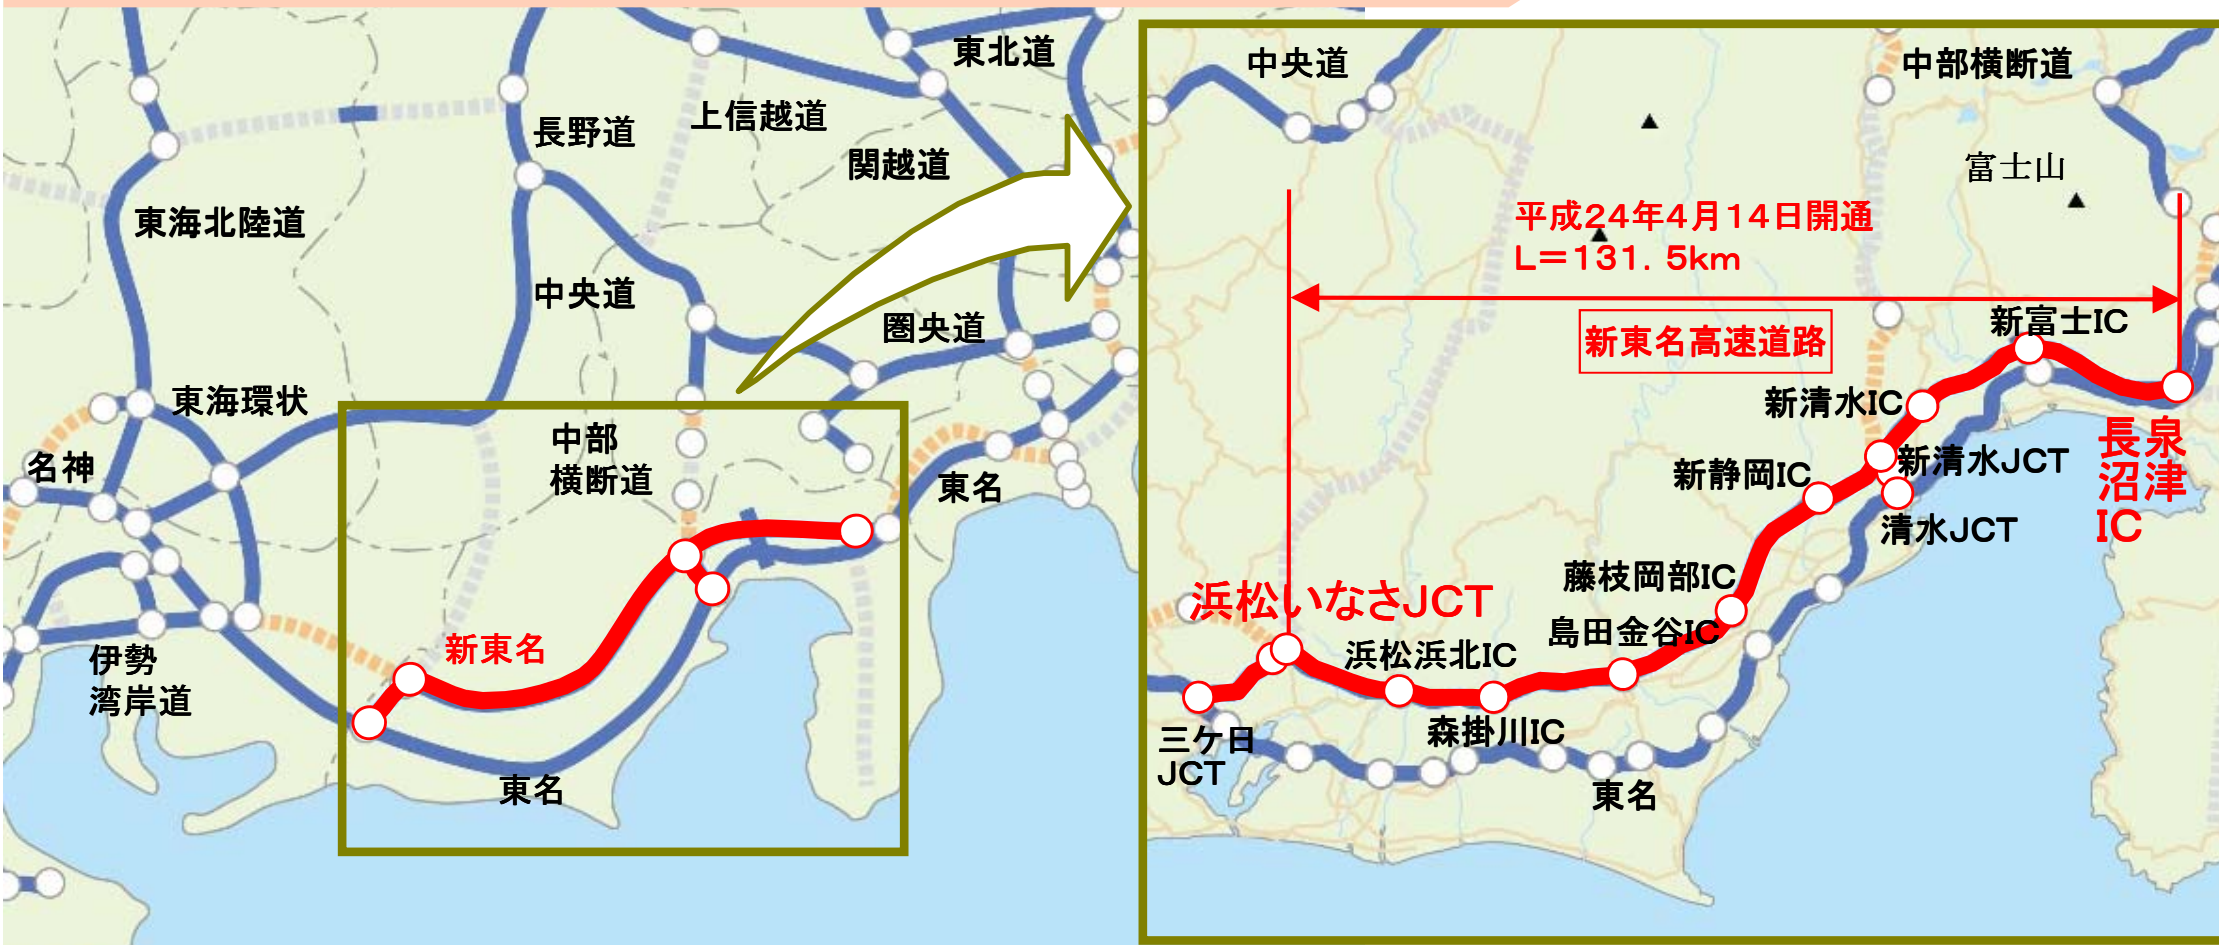 東北道
上信越道
長野道
関越道
東海北陸道
中央道
圏央道
東海環状
中部
横断道
名神
東名
新東名
伊勢
湾岸道
東名
中央道
中部横断道
富士山
平成24年4月14日開通
L=131.5km
新東名高速道路
新富士IC
新清水IC
長泉
沼津
IC
新清水JCT
新静岡IC
清水JCT
藤枝岡部IC
浜松いなさJCT
島田金谷IC
浜松浜北IC
森掛川IC
三ケ日
JCT
東名